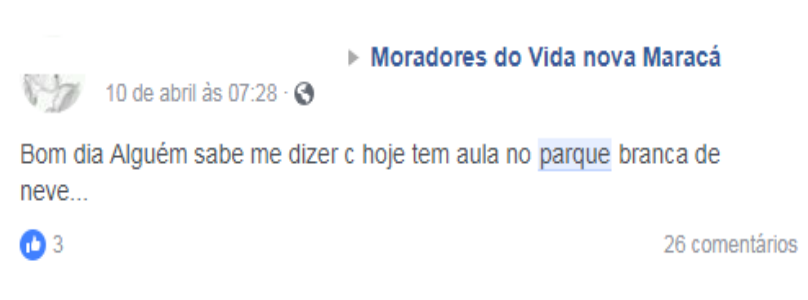 Moradores do Vida nova Maracá
10 de abril às 07:28 ·
Bom dia Alguém sabe me dizer c hoje tem aula no parque branca de
neve...
3
26 comentários